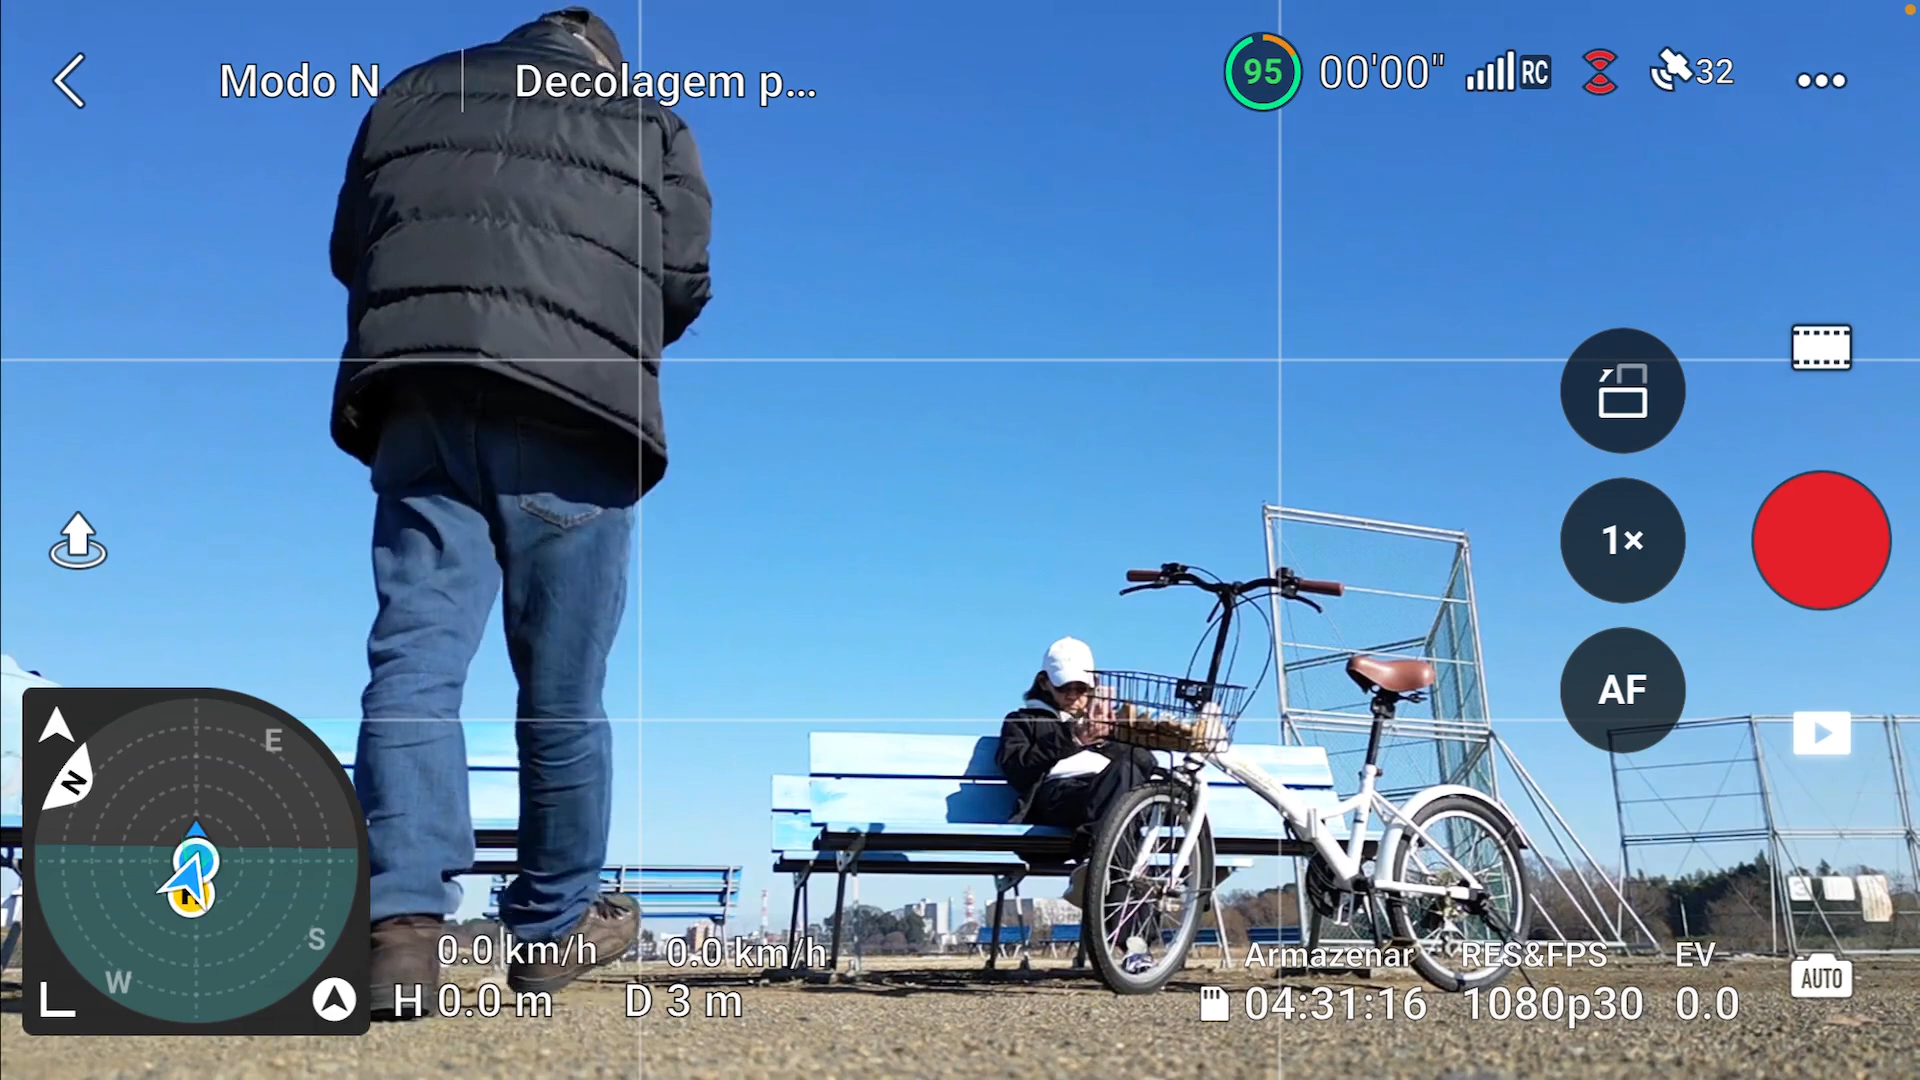 Modo N
Decolagem p...
95
00'00"
RC
32
1×
AF
N
E
S
W
L
0.0 km/h
0.0 km/h
H 0.0 m
D 3 m
Armazenar
04:31:16
RES&FPS
1080p30
EV
0.0
AUTO